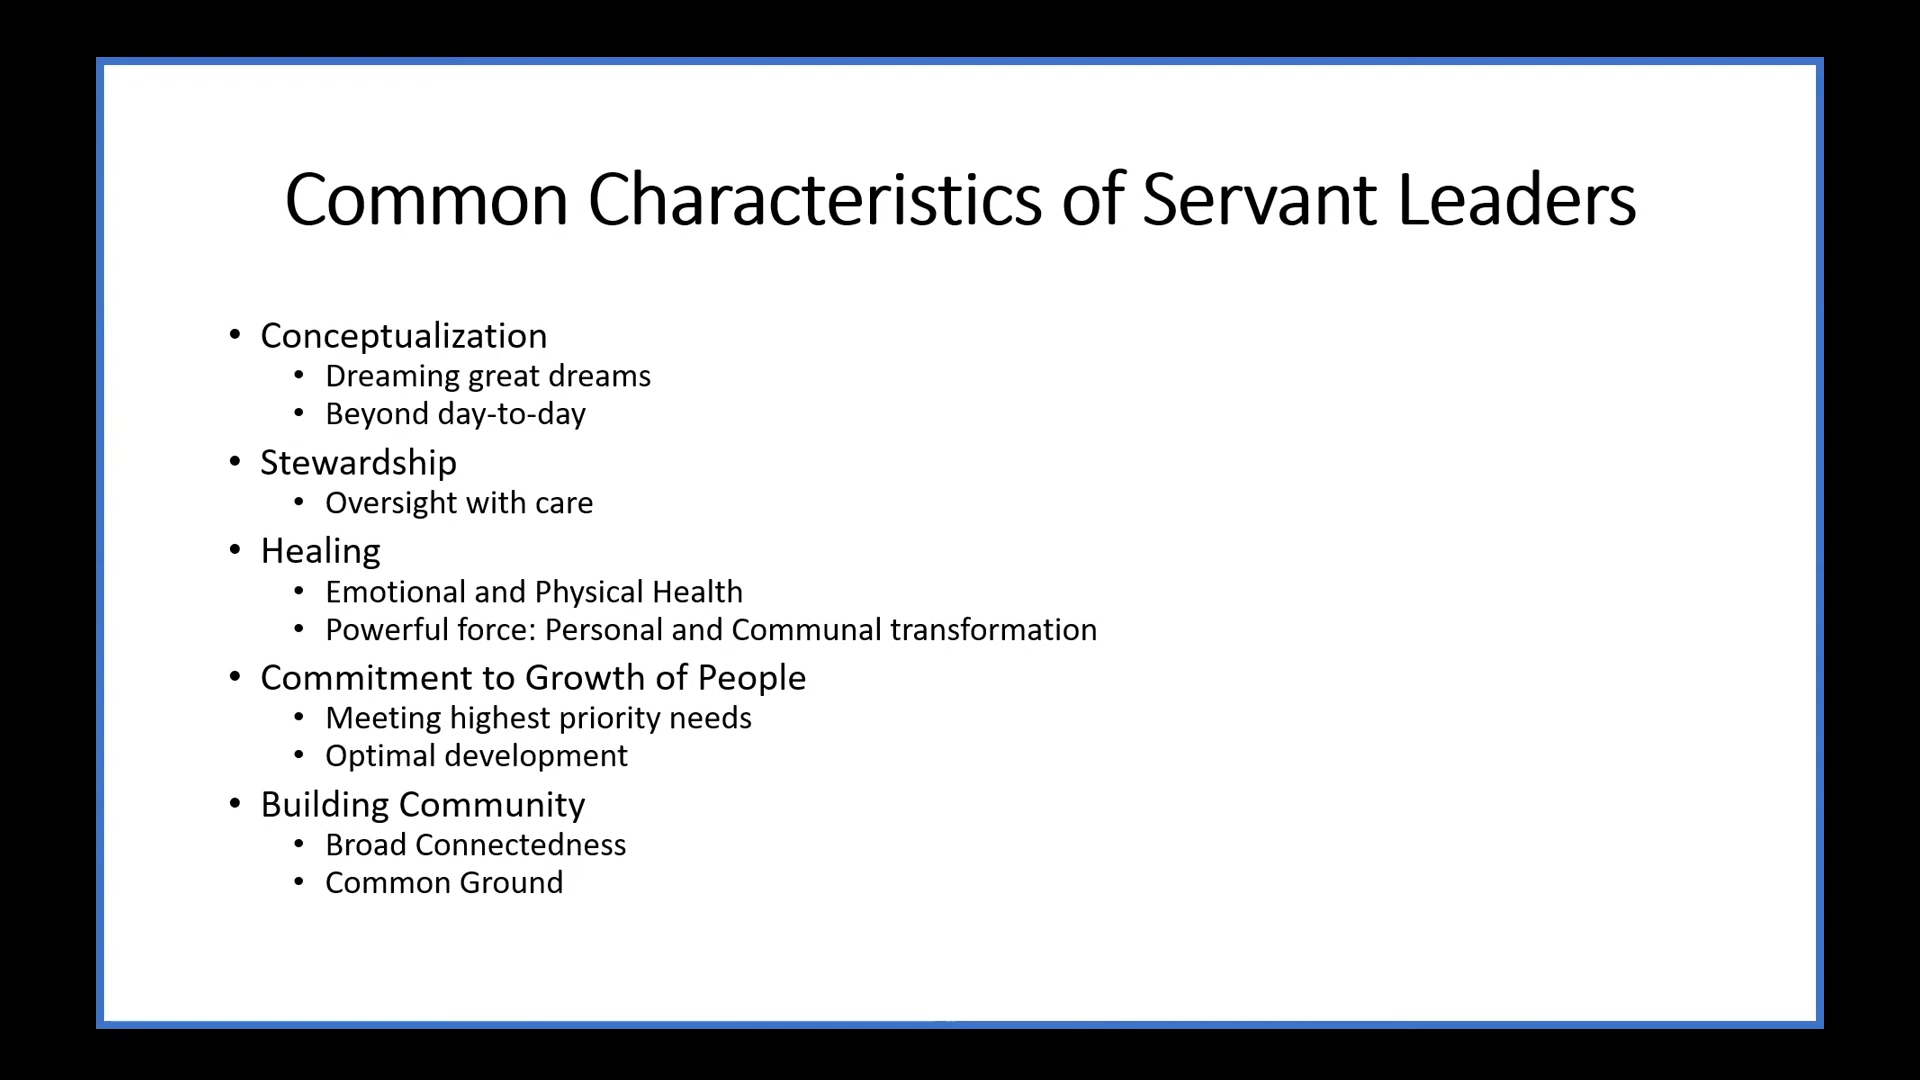 Common Characteristics of Servant Leaders
• Conceptualization
• Dreaming great dreams
• Beyond day-to-day
• Stewardship
• Oversight with care
• Healing
• Emotional and Physical Health
• Powerful force: Personal and Communal transformation
• Commitment to Growth of People
• Meeting highest priority needs
• Optimal development
• Building Community
• Broad Connectedness
• Common Ground